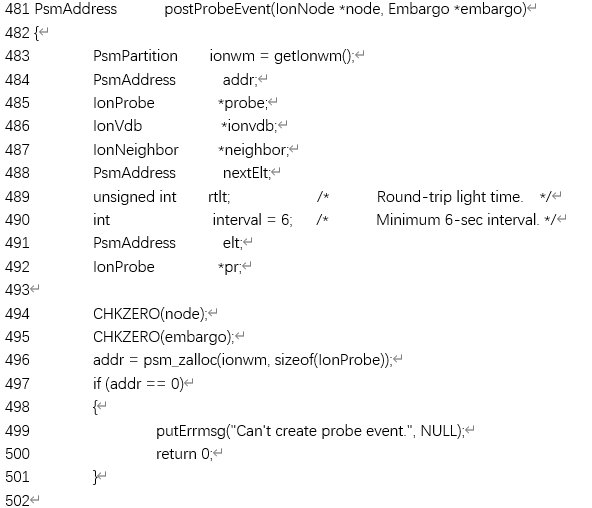 481 PsmAddress postProbeEvent(IonNode *node, Embargo *embargo)↵
482 {↵
483 PsmPartition ionwm = getIonwm();↵
484 PsmAddress addr;↵
485 IonProbe *probe;↵
486 IonVdb *ionvdb;↵
487 IonNeighbor *neighbor;↵
488 PsmAddress nextElt;↵
489 unsigned int rtlt; /* Round-trip light time. */↵
490 int interval = 6; /* Minimum 6-sec interval. */↵
491 PsmAddress elt;↵
492 IonProbe *pr;↵
493↵
494 CHKZERO(node);↵
495 CHKZERO(embargo);↵
496 addr = psm_zalloc(ionwm, sizeof(IonProbe));↵
497 if (addr == 0)↵
498 {↵
499 putErrmsg("Can't create probe event.", NULL);↵
500 return 0;↵
501 }↵
502↵